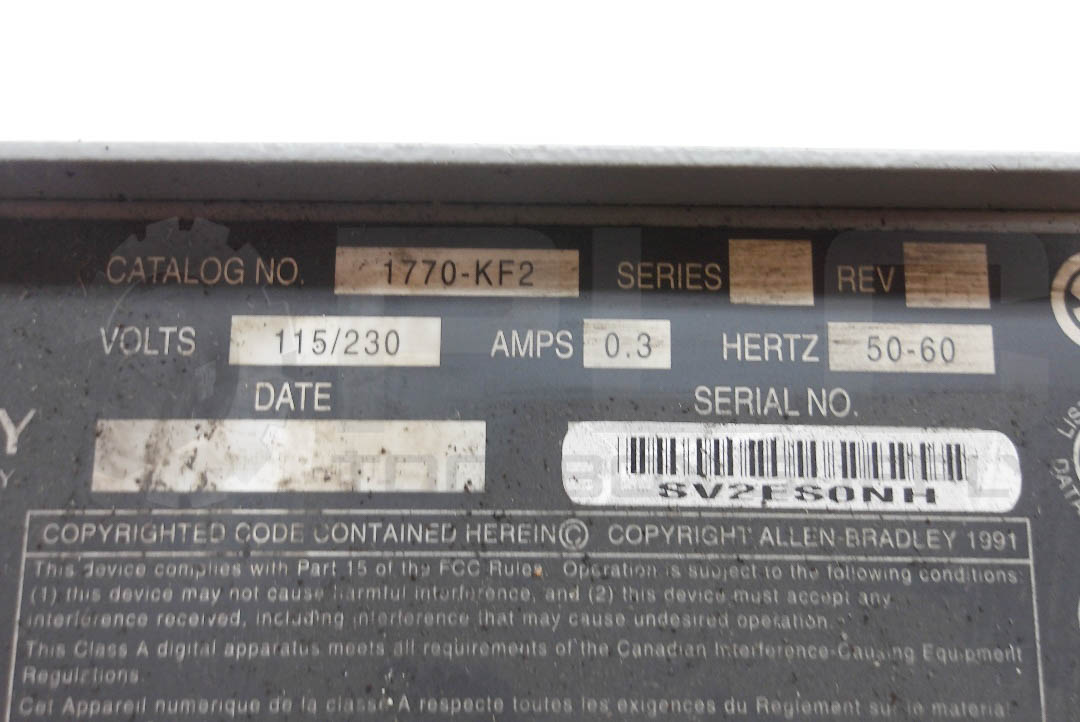 CATALOG NO. 1770-KF2 SERIES REV
VOLTS 115/230 AMPS 0.3 HERTZ 50-60
DATE SERIAL NO.
SV2ES0NH
Y
Y
LIS
DATA
COPYRIGHTED CODE CONTAINED HEREIN © COPYRIGHT ALLEN-BRADLEY 1991
This device complies with Part 15 of the FCC Rules. Operation is subject to the following conditions:
(1) this device may not cause harmful interference, and (2) this device must accept any
interference received, including interference that may cause undesired operation.
This Class A digital apparatus meets all requirements of the Canadian Interference-Causing Equipment
Regulations.
Cet Appareil numerique de la classe A respecte toutes les exigences du Reglement sur le materiel